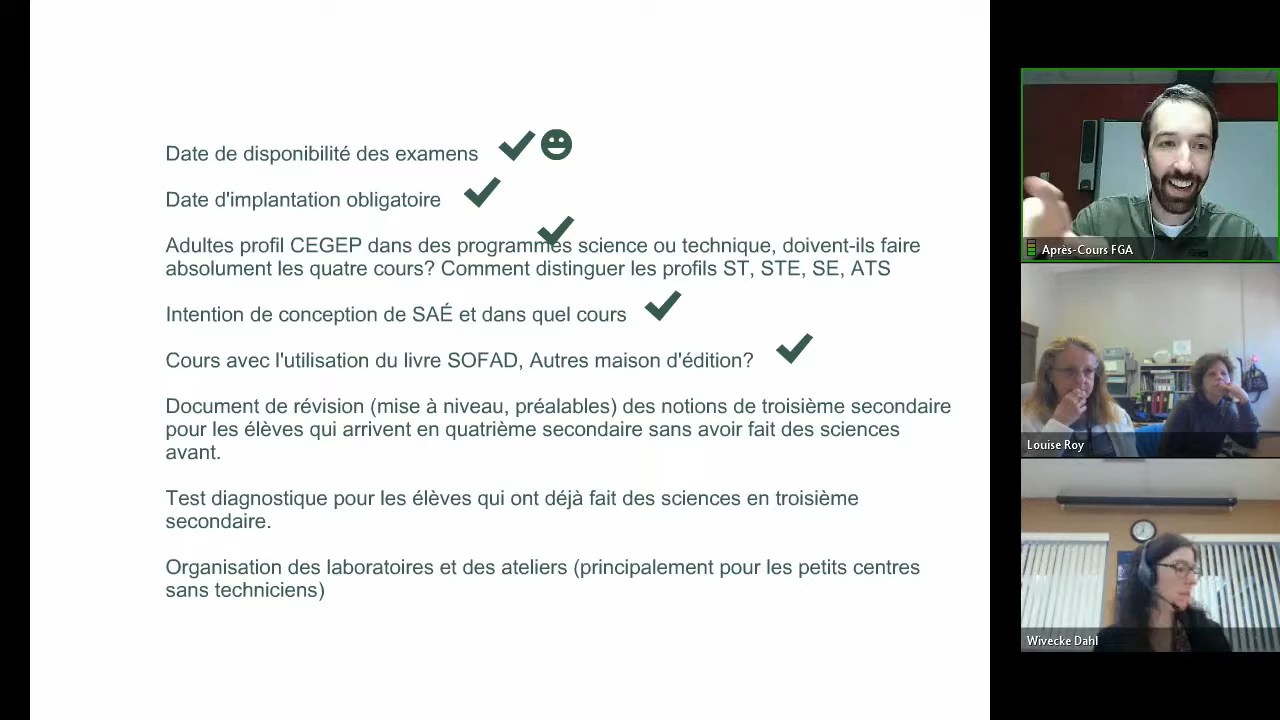 Date de disponibilité des examens
Date d'implantation obligatoire
Adultes profil CEGEP dans des programmes science ou technique, doivent-ils faire
absolument les quatre cours? Comment distinguer les profils ST, STE, SE, ATS
Intention de conception de SAÉ et dans quel cours
Cours avec l'utilisation du livre SOFAD, Autres maison d'édition?
Document de révision (mise à niveau, préalables) des notions de troisième secondaire
pour les élèves qui arrivent en quatrième secondaire sans avoir fait des sciences
avant.
Test diagnostique pour les élèves qui ont déjà fait des sciences en troisième
secondaire.
Organisation des laboratoires et des ateliers (principalement pour les petits centres
sans techniciens)
Après-Cours FGA
Louise Roy
Wivecke Dahl